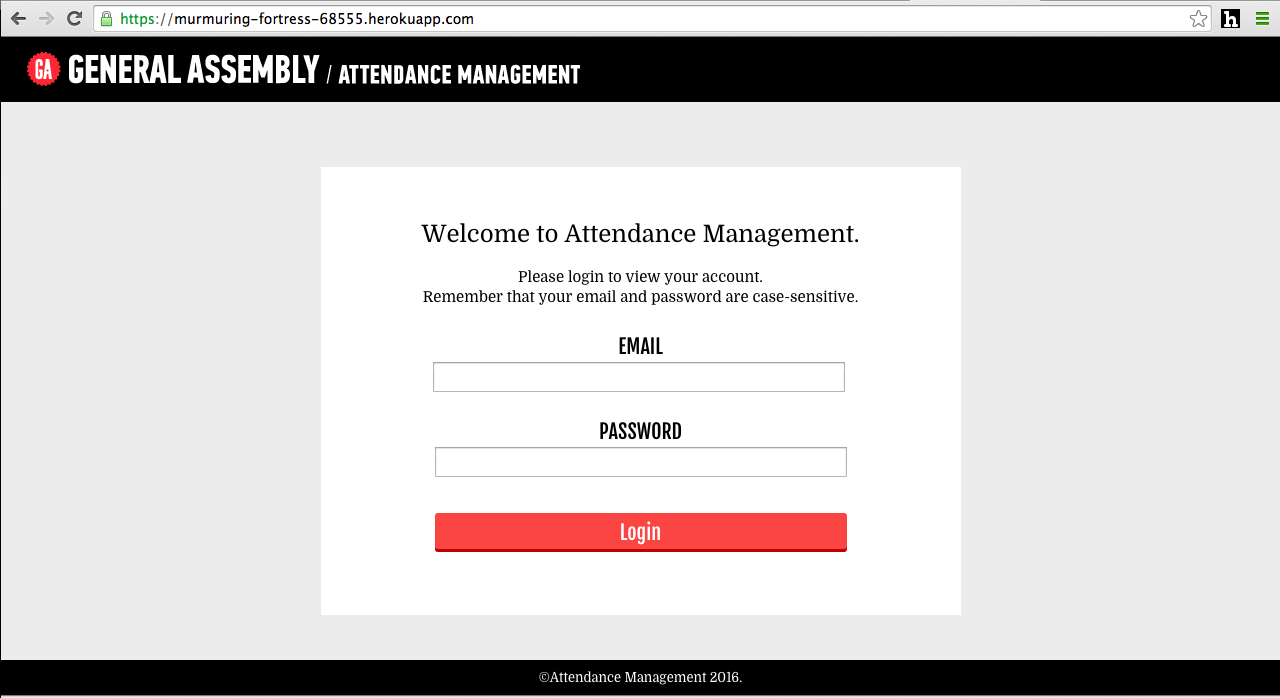 https://murmuring-fortress-68555.herokuapp.com
h
GA GENERAL ASSEMBLY / ATTENDANCE MANAGEMENT
Welcome to Attendance Management.
Please login to view your account.
Remember that your email and password are case-sensitive.
EMAIL
PASSWORD
Login
©Attendance Management 2016.